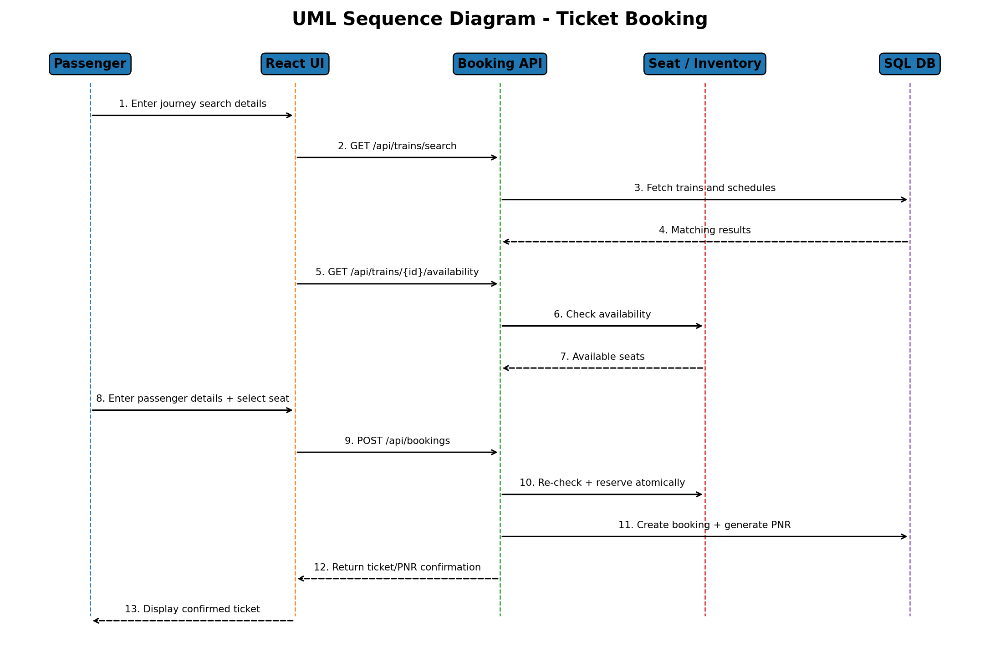 UML Sequence Diagram - Ticket Booking
Passenger
React UI
Booking API
Seat / Inventory
SQL DB
1. Enter journey search details
2. GET /api/trains/search
3. Fetch trains and schedules
4. Matching results
5. GET /api/trains/{id}/availability
6. Check availability
7. Available seats
8. Enter passenger details + select seat
9. POST /api/bookings
10. Re-check + reserve atomically
11. Create booking + generate PNR
12. Return ticket/PNR confirmation
13. Display confirmed ticket